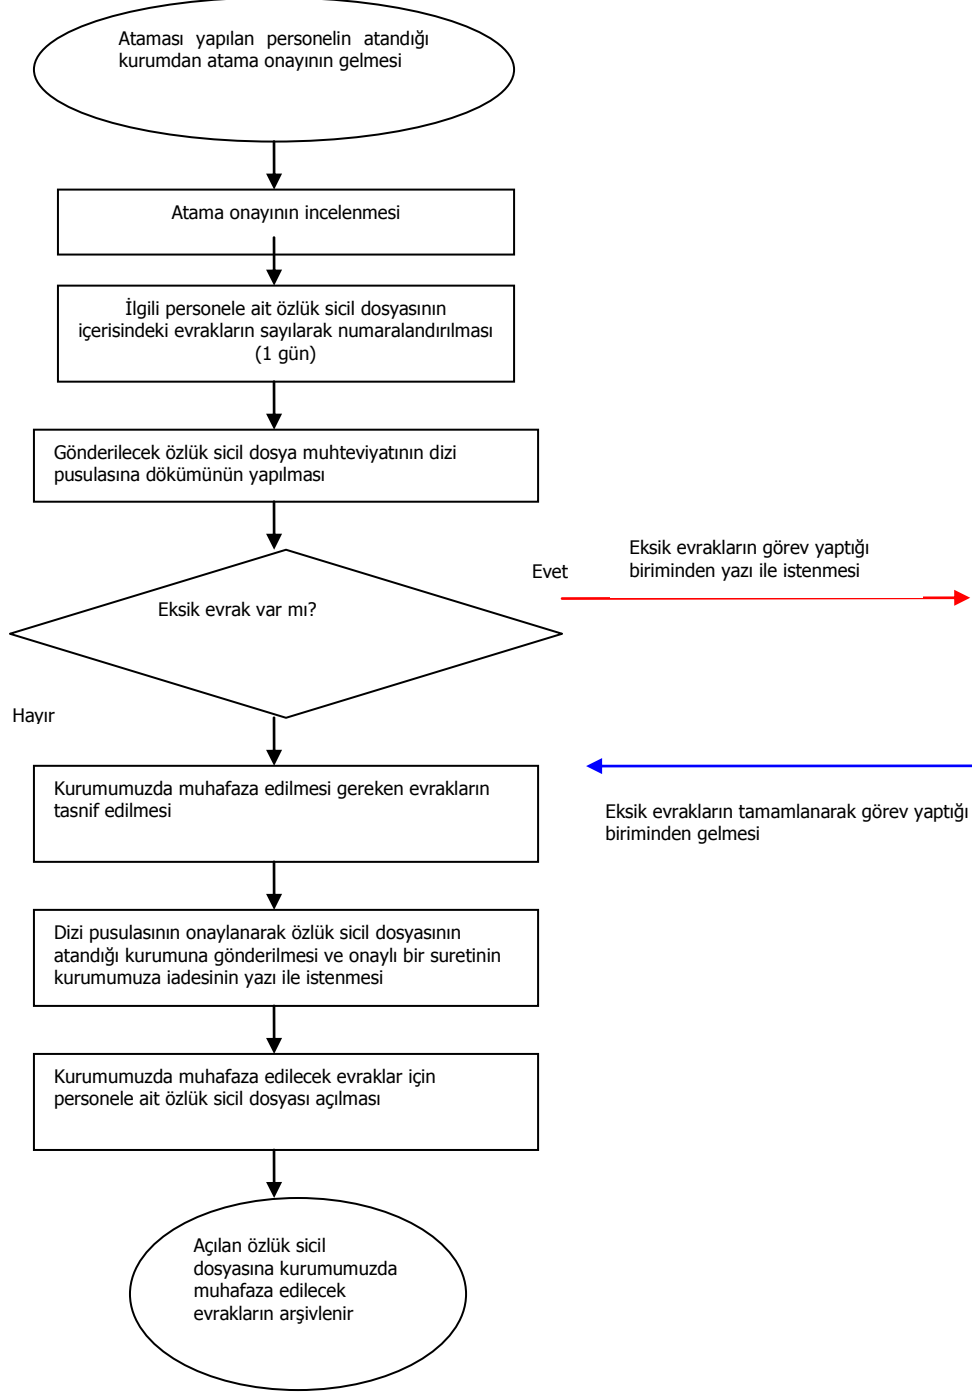 Ataması yapılan personelin atandığı
kurumdan atama onayının gelmesi
Atama onayının incelenmesi
İlgili personele ait özlük sicil dosyasının
içerisindeki evrakların sayılarak numaralandırılması
(1 gün)
Gönderilecek özlük sicil dosya muhteviyatının dizi
pusulasına dökümünün yapılması
Eksik evrakların görev yaptığı
biriminden yazı ile istenmesi
Evet
Eksik evrak var mı?
Hayır
Kurumumuzda muhafaza edilmesi gereken evrakların
tasnif edilmesi
Eksik evrakların tamamlanarak görev yaptığı
biriminden gelmesi
Dizi pusulasının onaylanarak özlük sicil dosyasının
atandığı kurumuna gönderilmesi ve onaylı bir suretinin
kurumumuza iadesinin yazı ile istenmesi
Kurumumuzda muhafaza edilecek evraklar için
personele ait özlük sicil dosyası açılması
Açılan özlük sicil
dosyasına kurumumuzda
muhafaza edilecek
evrakların arşivlenir